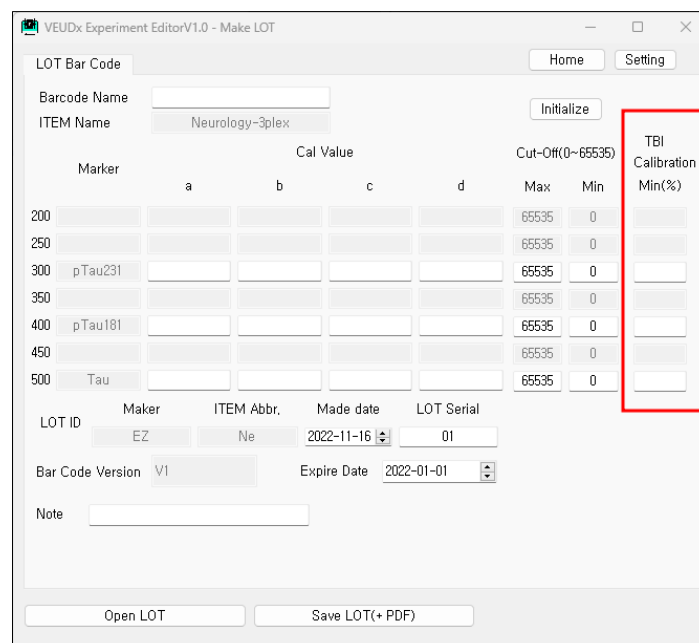 VEUDx Experiment EditorV1.0 - Make LOT
LOT Bar Code
Home
Setting
Barcode Name
Initialize
ITEM Name Neurology-3plex
Marker
Cal Value
Cut-Off(0~65535)
TBI
Calibration
a b c d Max Min Min(%)
200 65535 0
250 65535 0
300 pTau231 65535 0
350 65535 0
400 pTau181 65535 0
450 65535 0
500 Tau 65535 0
LOT ID
Maker ITEM Abbr. Made date LOT Serial
EZ Ne 2022-11-16 01
Bar Code Version V1 Expire Date 2022-01-01
Note
Open LOT Save LOT(+ PDF)